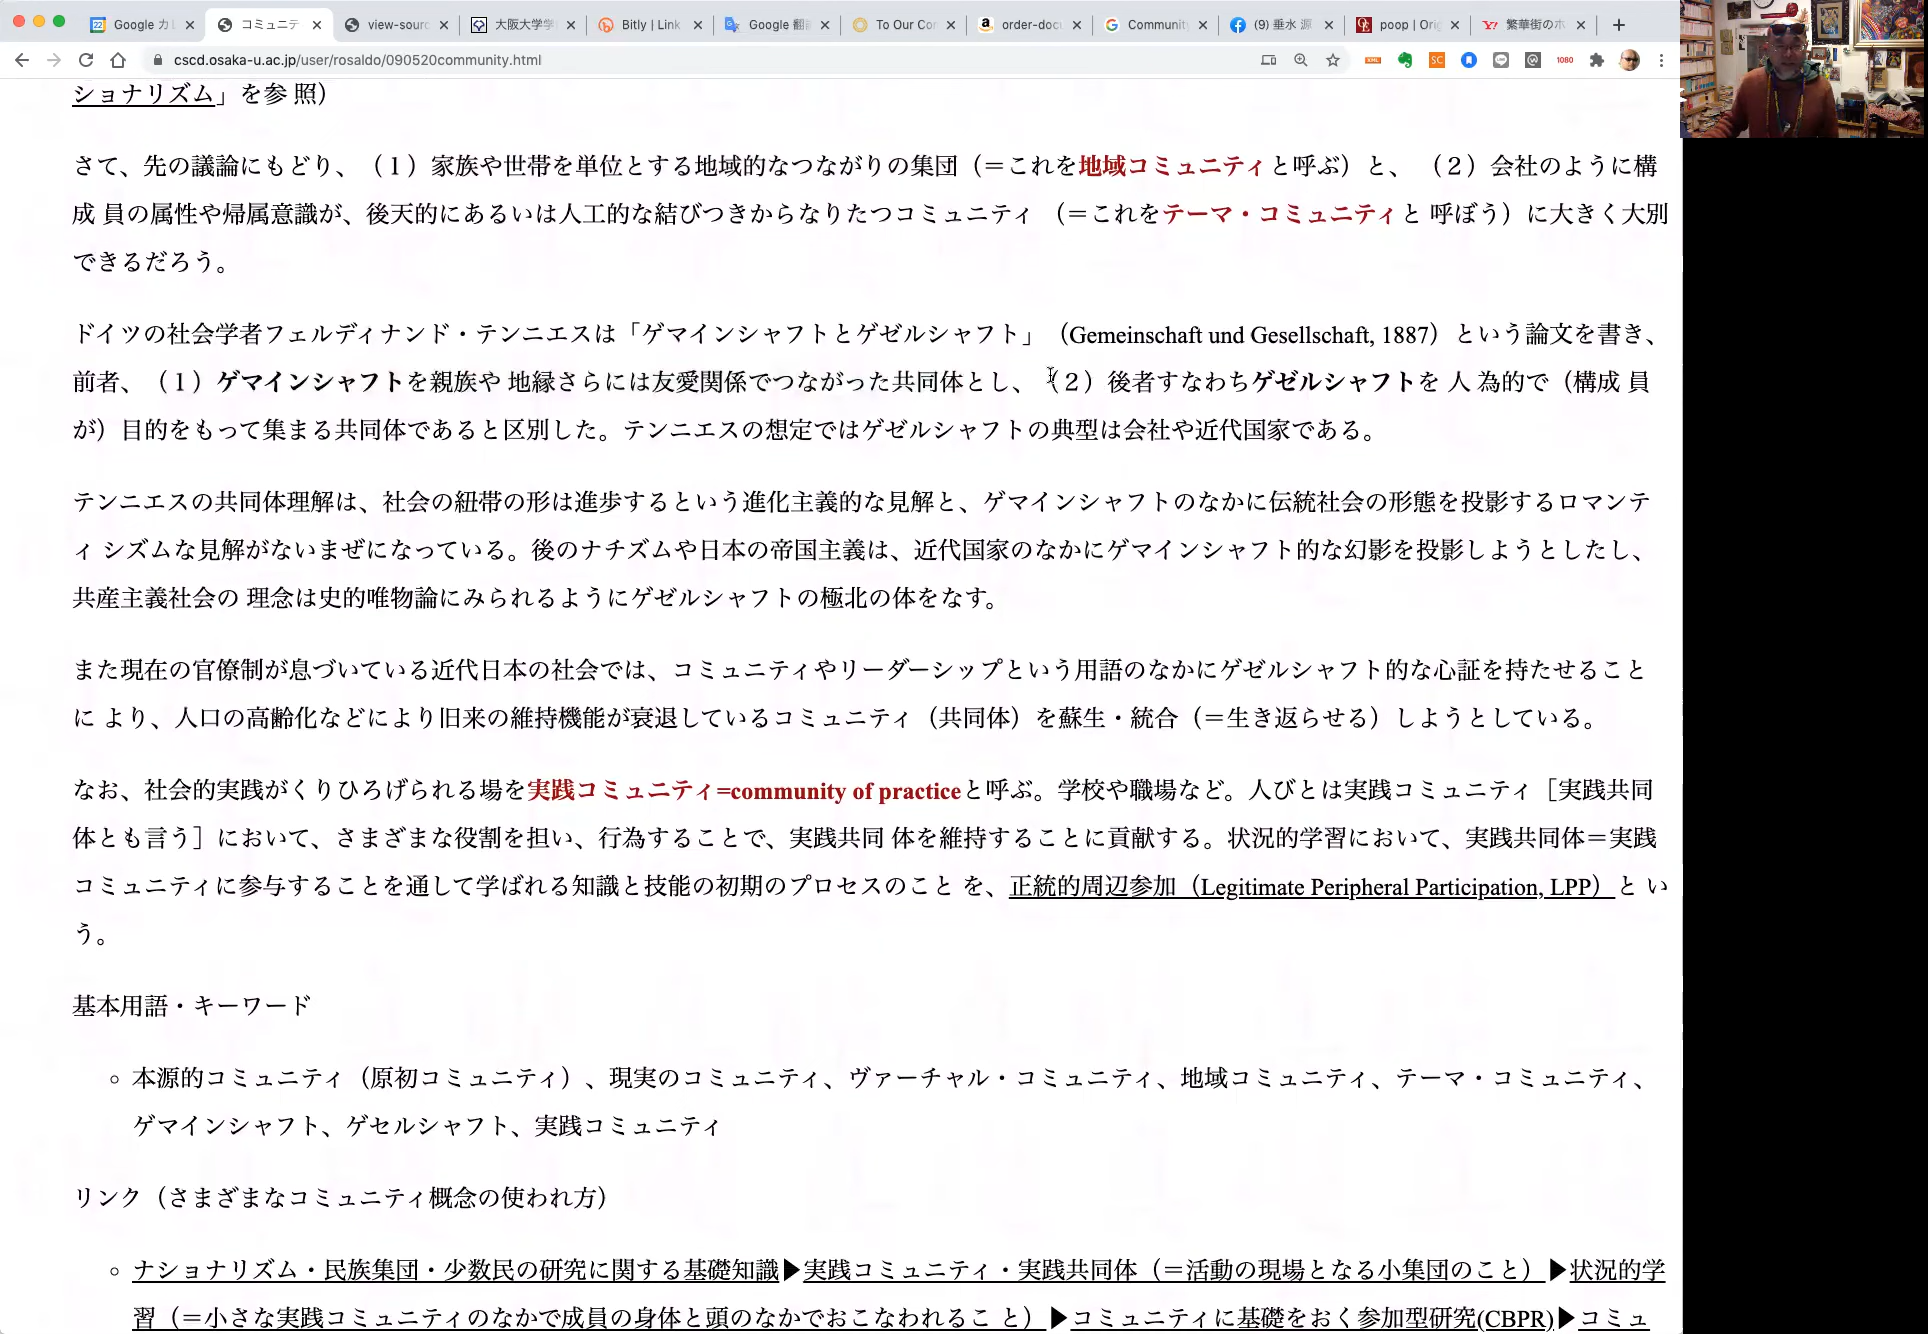 Google カレ
コミュニテ
view-sourc
大阪大学学
Bitly | Link
Google 翻訳
To Our Cor
order-docu
Community
(9) 垂水 源
poop | Orig
繁華街のホ
cscd.osaka-u.ac.jp/user/rosaldo/090520community.html
ショナリズム」を参 照）
さて、先の議論にもどり、（１）家族や世帯を単位とする地域的なつながりの集団（＝これを地域コミュニティと呼ぶ）と、 （２）会社のように構
成 員の属性や帰属意識が、後天的にあるいは人工的な結びつきからなりたつコミュニティ （＝これをテーマ・コミュニティと 呼ぼう）に大きく大別
できるだろう。
ドイツの社会学者フェルディナンド・テンニエスは「ゲマインシャフトとゲゼルシャフト」（Gemeinschaft und Gesellschaft, 1887）という論文を書き、
前者、（１）ゲマインシャフトを親族や 地縁さらには友愛関係でつながった共同体とし、（２）後者すなわちゲゼルシャフトを 人 為的で（構成 員
が）目的をもって集まる共同体であると区別した。テンニエスの想定ではゲゼルシャフトの典型は会社や近代国家である。
テンニエスの共同体理解は、社会の紐帯の形は進歩するという進化主義的な見解と、ゲマインシャフトのなかに伝統社会の形態を投影するロマンテ
ィ シズムな見解がないまぜになっている。後のナチズムや日本の帝国主義は、近代国家のなかにゲマインシャフト的な幻影を投影しようとしたし、
共産主義社会の 理念は史的唯物論にみられるようにゲゼルシャフトの極北の体をなす。
また現在の官僚制が息づいている近代日本の社会では、コミュニティやリーダーシップという用語のなかにゲゼルシャフト的な心証を持たせること
に より、人口の高齢化などにより旧来の維持機能が衰退しているコミュニティ（共同体）を蘇生・統合（＝生き返らせる）しようとしている。
なお、社会的実践がくりひろげられる場を実践コミュニティ=community of practiceと呼ぶ。学校や職場など。人びとは実践コミュニティ［実践共同
体とも言う］において、さまざまな役割を担い、行為することで、実践共同 体を維持することに貢献する。状況的学習において、実践共同体＝実践
コミュニティに参与することを通して学ばれる知識と技能の初期のプロセスのこと を、正統的周辺参加（Legitimate Peripheral Participation, LPP）と い
う。
基本用語・キーワード
本源的コミュニティ（原初コミュニティ）、現実のコミュニティ、ヴァーチャル・コミュニティ、地域コミュニティ、テーマ・コミュニティ、
ゲマインシャフト、ゲセルシャフト、実践コミュニティ
リンク（さまざまなコミュニティ概念の使われ方）
ナショナリズム・民族集団・少数民の研究に関する基礎知識▶実践コミュニティ・実践共同体（＝活動の現場となる小集団のこと）▶状況的学
習（＝小さな実践コミュニティのなかで成員の身体と頭のなかでおこなわれるこ と）▶コミュニティに基礎をおく参加型研究(CBPR)▶コミュ